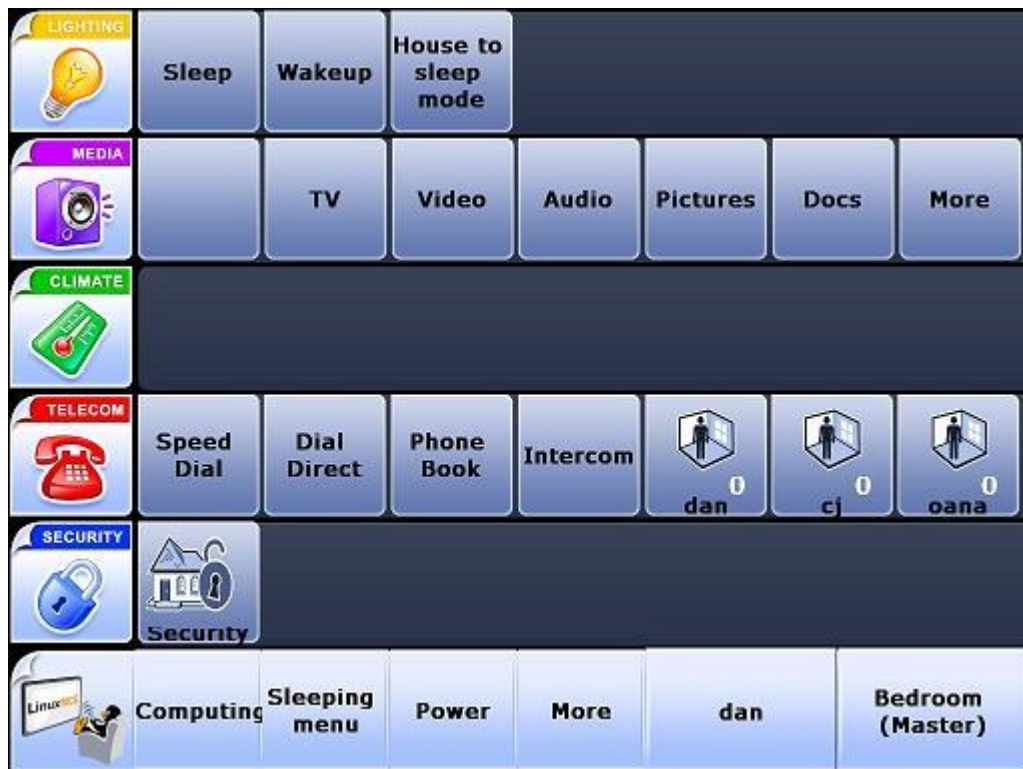 LIGHTING
Sleep
Wakeup
House to
sleep
mode
MEDIA
TV
Video
Audio
Pictures
Docs
More
CLIMATE
TELECOM
Speed
Dial
Dial
Direct
Phone
Book
Intercom
0
dan
0
cj
0
oana
SECURITY
Security
LinuxMCE
Computing
Sleeping
menu
Power
More
dan
Bedroom
(Master)